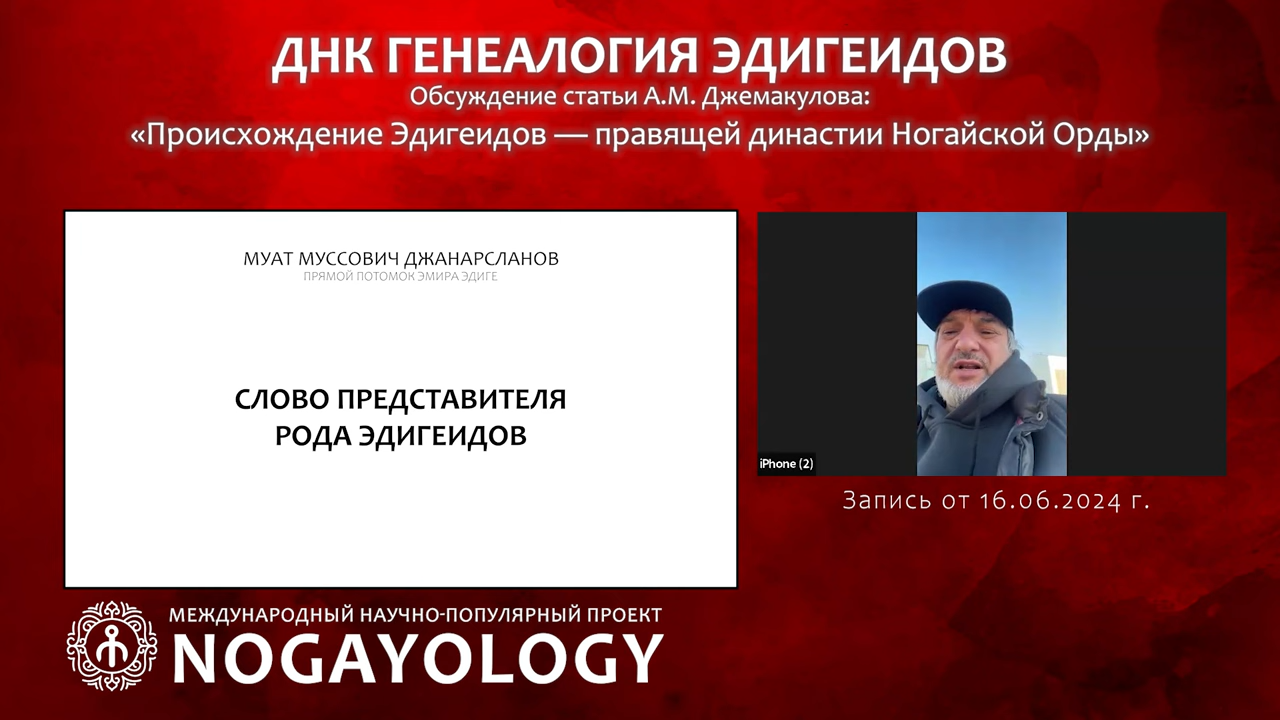 ДНК ГЕНЕАЛОГИЯ ЭДИГЕИДОВ
Обсуждение статьи А.М. Джемакулова:
«Происхождение Эдигеидов — правящей династии Ногайской Орды»
МУАТ МУССОВИЧ ДЖАНАРСЛАНОВ
ПРЯМОЙ ПОТОМОК ЭМИРА ЭДИГЕ
СЛОВО ПРЕДСТАВИТЕЛЯ
РОДА ЭДИГЕИДОВ
iPhone (2)
Запись от 16.06.2024 г.
МЕЖДУНАРОДНЫЙ НАУЧНО-ПОПУЛЯРНЫЙ ПРОЕКТ
NOGAYOLOGY